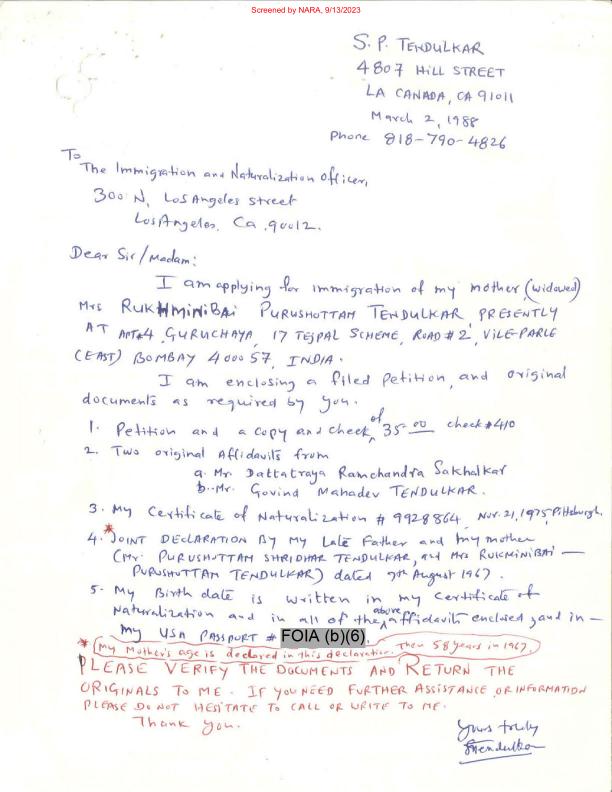 Screened by NARA, 9/13/2023
S. P. TENDULKAR
4807 HILL STREET
LA CANADA, CA 91011
March 2, 1988
Phone 818-790-4826
To
The Immigration and Naturalization Officer,
300 N. Los Angeles street
Los Angeles, Ca. 90012.
Dear Sir/Madam:
I am applying for immigration of my mother (widowed)
Mrs RUKHMINIBAI PURUSHOTTAM TENDULKAR PRESENTLY
AT APT#4, GURUCHAYA, 17 TEJPAL SCHEME, ROAD #2, VILE-PARLE
(EAST) BOMBAY 400057, INDIA.
I am enclosing a filed petition, and original
documents as required by you.
1. Petition and a copy and check of 35.00 check #410
2. Two original Affidavits from
a. Mr. Dattatraya Ramchandra Sakhalkar
b. Mr. Govind Mahadev TENDULKAR.
3. My Certificate of Naturalization # 9928864, Nov. 21, 1975, Pittsburgh.
* 4. JOINT DECLARATION BY My Late Father and my mother
(Mr. PURUSHOTTAM SHRIDHAR TENDULKAR, and Mrs RUKMINIBAI —
PURUSHOTTAM TENDULKAR) dated 9th August 1967.
5. My Birth date is written in my Certificate of
Naturalization and in all of the above affidavits enclosed, and in —
My USA PASSPORT # FOIA (b)(6).
* My Mother's age is declared in this declaration. Then 58 years in 1967.
PLEASE VERIFY THE DOCUMENTS AND RETURN THE
ORIGINALS TO ME. IF YOU NEED FURTHER ASSISTANCE OR INFORMATION
PLEASE DO NOT HESITATE TO CALL OR WRITE TO ME.
Thank you.
Yours truly